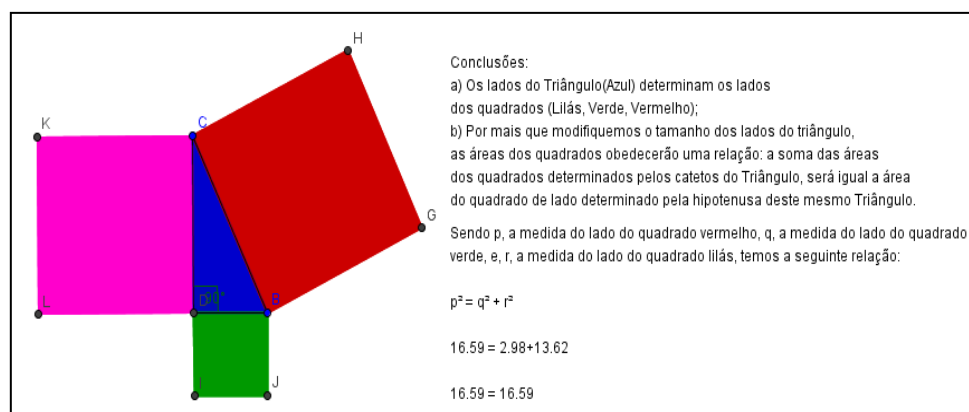 H
Conclusões:
a) Os lados do Triângulo(Azul) determinam os lados
dos quadrados (Lilás, Verde, Vermelho);
b) Por mais que modifiquemos o tamanho dos lados do triângulo,
as áreas dos quadrados obedecerão uma relação: a soma das áreas
dos quadrados determinados pelos catetos do Triângulo, será igual a área
do quadrado de lado determinado pela hipotenusa deste mesmo Triângulo.
Sendo p, a medida do lado do quadrado vermelho, q, a medida do lado do quadrado
verde, e, r, a medida do lado do quadrado lilás, temos a seguinte relação:
p² = q² + r²
16.59 = 2.98+13.62
16.59 = 16.59
K
C
G
L
D
90°
B
I
J